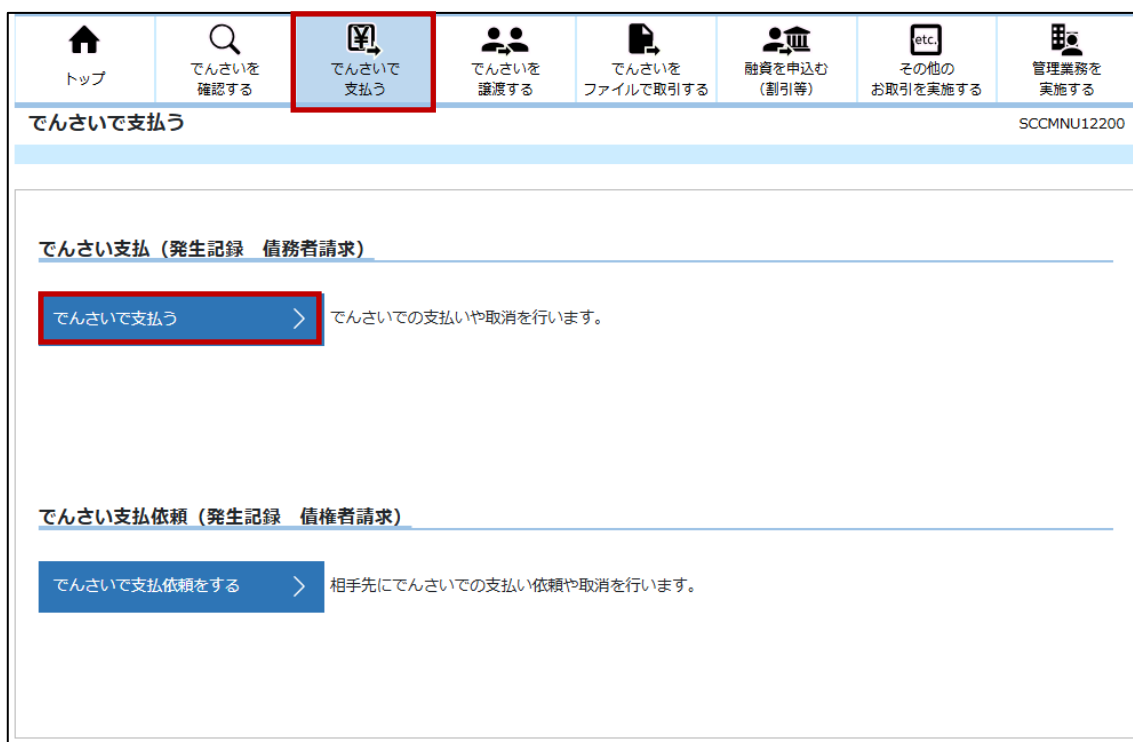 トップ
でんさいを
確認する
でんさいで
支払う
でんさいを
譲渡する
でんさいを
ファイルで取引する
融資を申込む
(割引等)
etc.
その他の
お取引を実施する
管理業務を
実施する
でんさいで支払う
SCCMNU12200
でんさい支払（発生記録　債務者請求）
でんさいで支払う
でんさいでの支払いや取消を行います。
でんさい支払依頼（発生記録　債権者請求）
でんさいで支払依頼をする
相手先にでんさいでの支払い依頼や取消を行います。